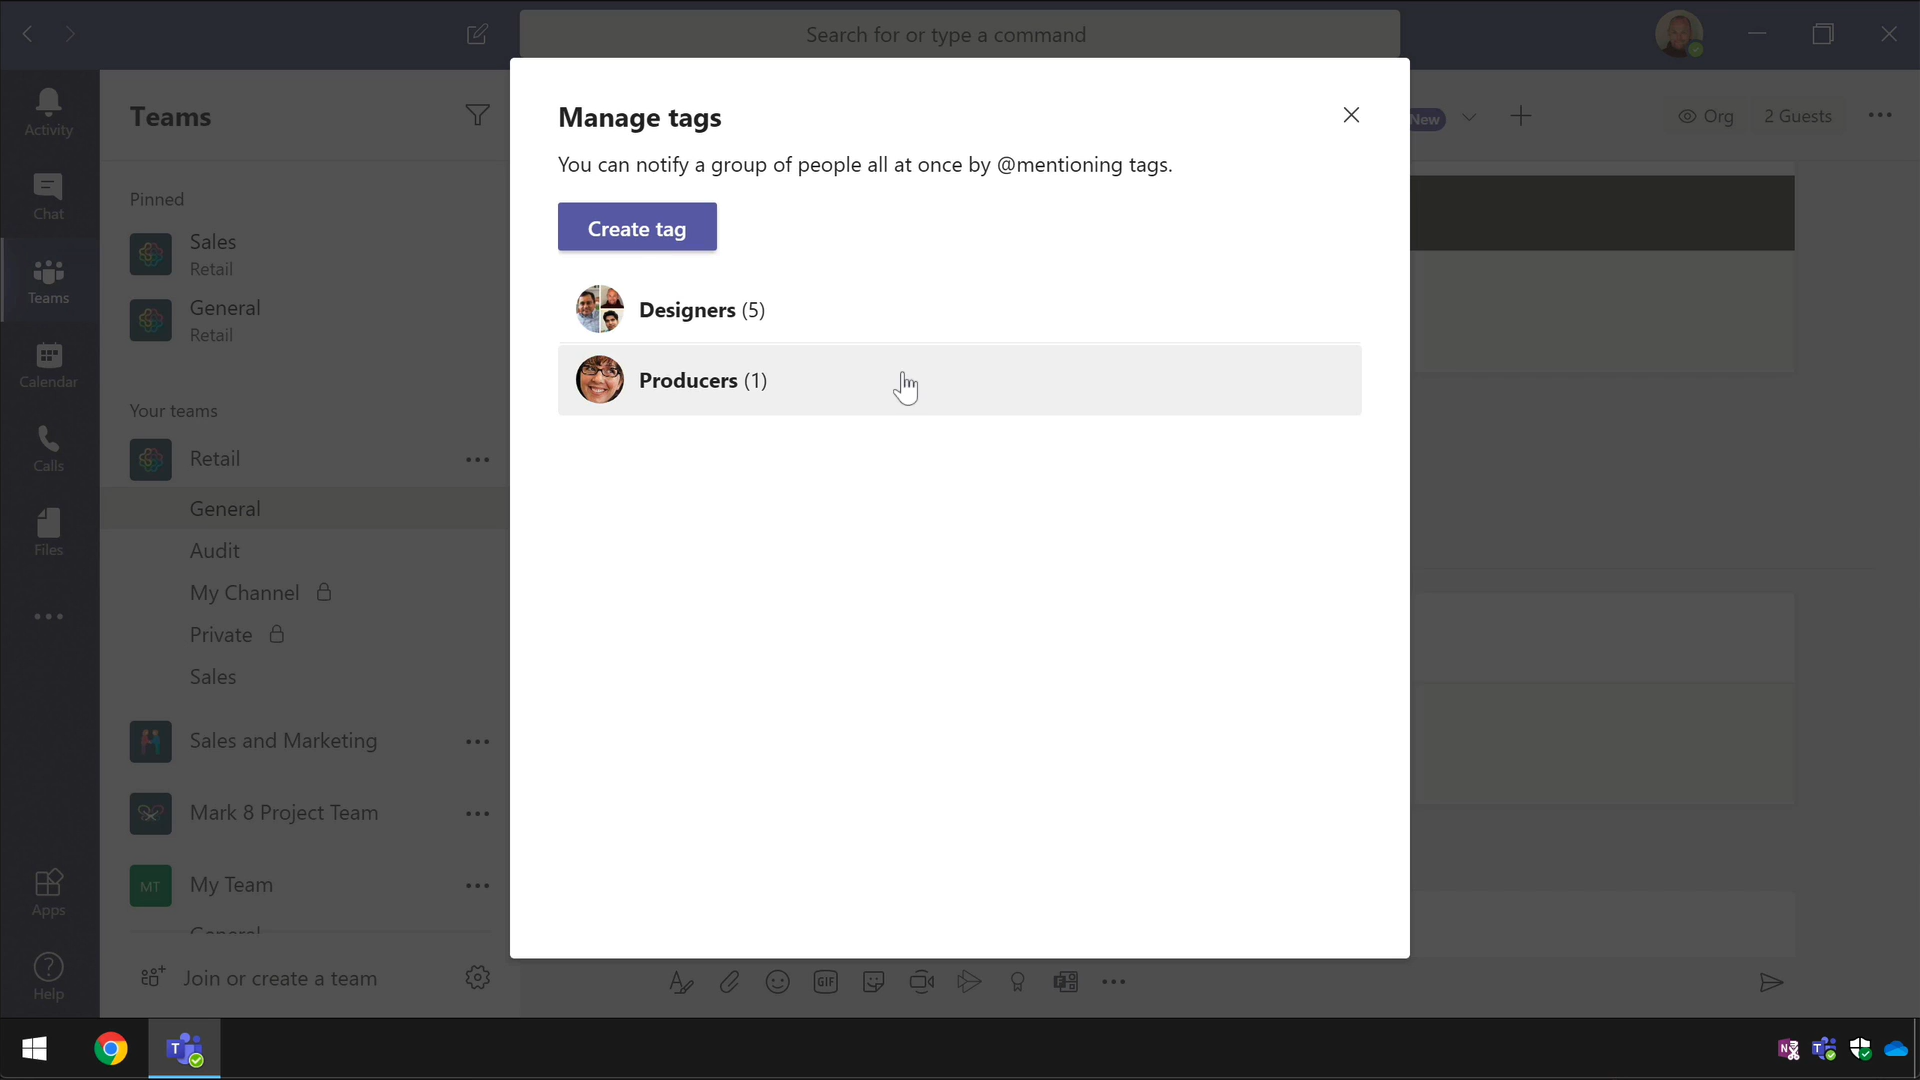 Search for or type a command
Activity
Chat
Teams
Calendar
Calls
Files
Apps
Help
Teams
Pinned
Sales
Retail
General
Retail
Your teams
Retail
General
Audit
My Channel
Private
Sales
Sales and Marketing
Mark 8 Project Team
MT My Team
General
Join or create a team
Manage tags
You can notify a group of people all at once by @mentioning tags.
Create tag
Designers (5)
Producers (1)
New
Org
2 Guests
GIF
T
N
T